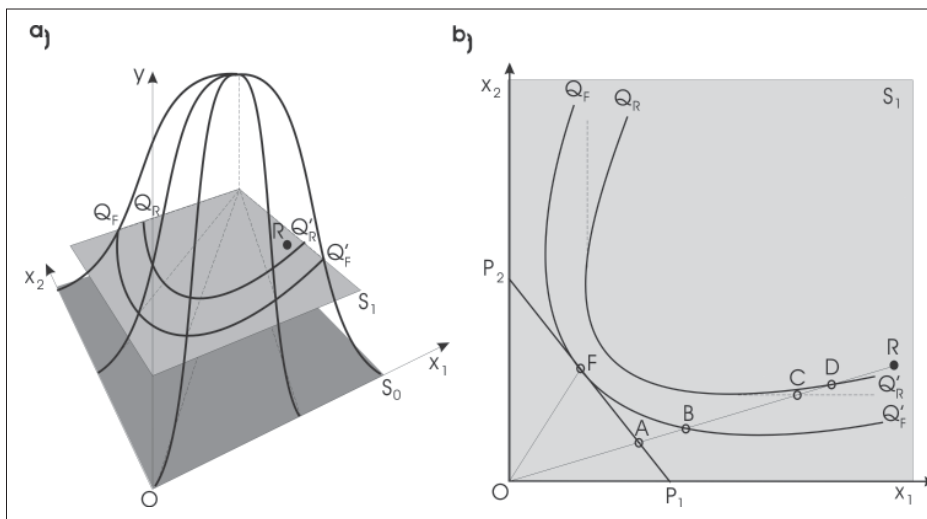 a)
y
Q_F
Q_R
R
Q'_R
Q'_F
x_2
S_1
x_1
S_0
O
b)
x_2
Q_F
Q_R
S_1
P_2
F
R
D
C
Q'_R
B
Q'_F
A
O
P_1
x_1